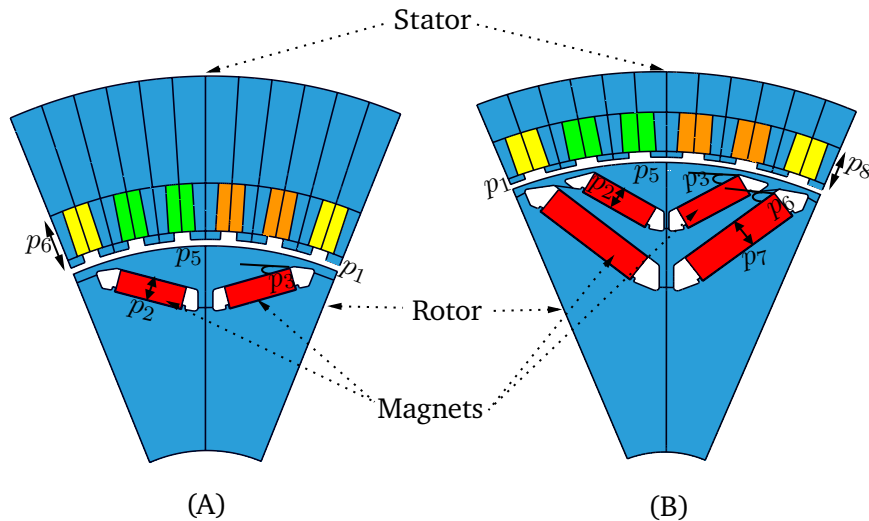 Stator
p1 p2 p5 p3 p8
p6 p7
p6 p5 p1
p2 p3
Rotor
Magnets
(A) (B)